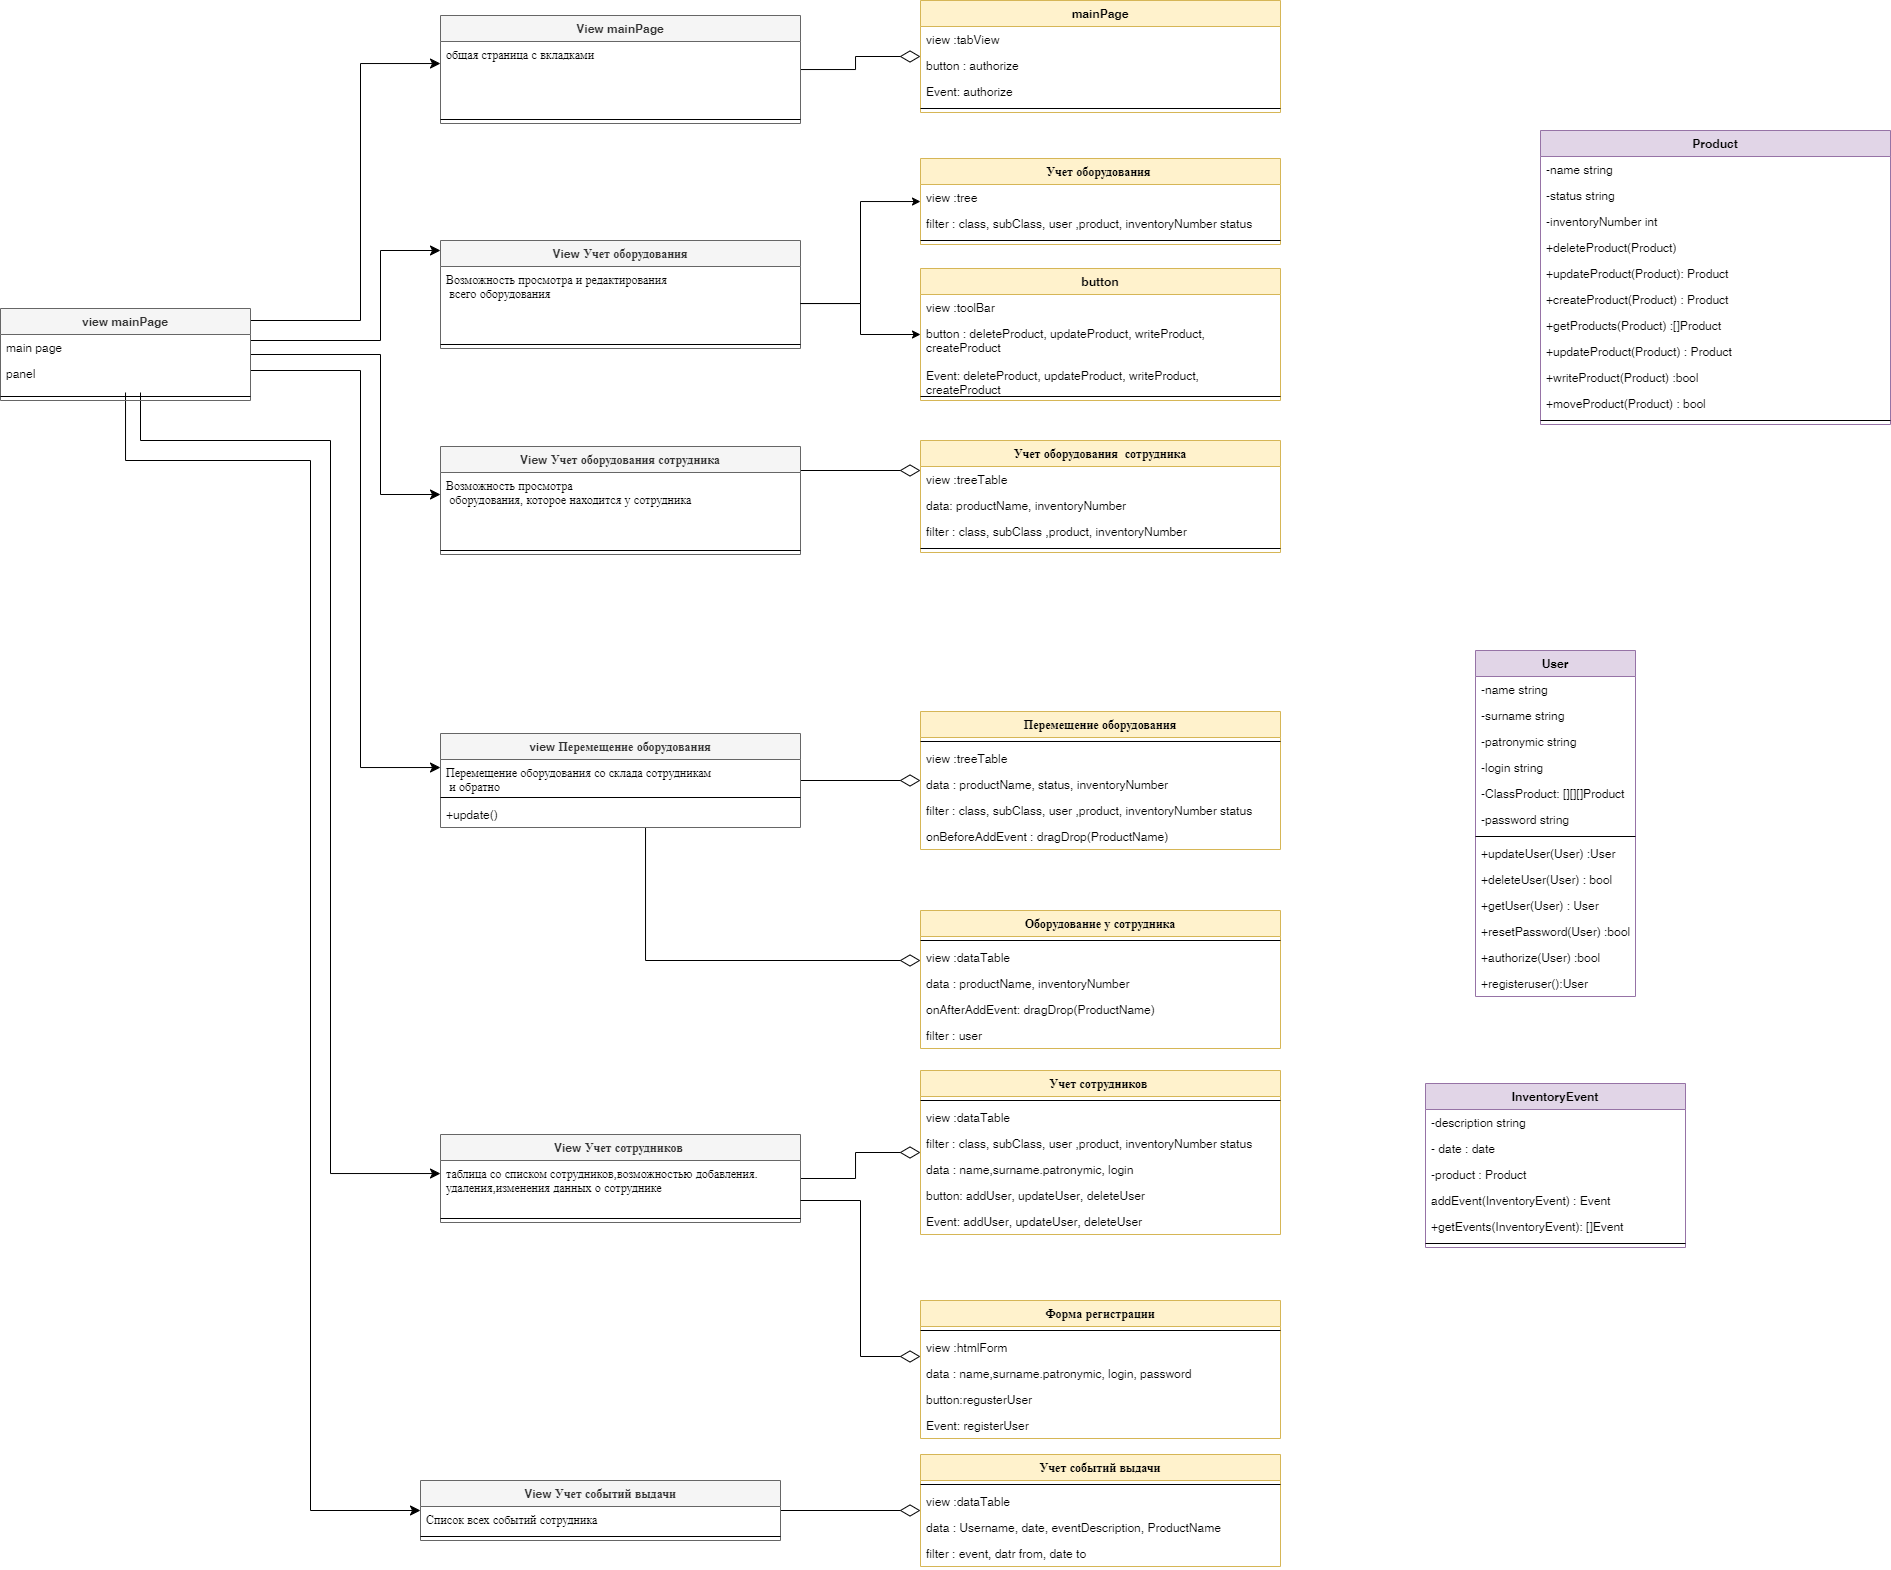 View mainPage
общая страница с вкладками
mainPage
view :tabView
button : authorize
Event: authorize
Product
-name string
-status string
-inventoryNumber int
+deleteProduct(Product)
+updateProduct(Product): Product
+createProduct(Product) : Product
+getProducts(Product) :[]Product
+updateProduct(Product) : Product
+writeProduct(Product) :bool
+moveProduct(Product) : bool
Учет оборудования
view :tree
filter : class, subClass, user ,product, inventoryNumber status
View Учет оборудования
Возможность просмотра и редактирования
всего оборудования
button
view :toolBar
button : deleteProduct, updateProduct, writeProduct,
createProduct
Event: deleteProduct, updateProduct, writeProduct,
createProduct
view mainPage
main page
panel
View Учет оборудования сотрудника
Возможность просмотра
оборудования, которое находится у сотрудника
Учет оборудования  сотрудника
view :treeTable
data: productName, inventoryNumber
filter : class, subClass ,product, inventoryNumber
User
-name string
-surname string
-patronymic string
-login string
-ClassProduct: [][][]Product
-password string
+updateUser(User) :User
+deleteUser(User) : bool
+getUser(User) : User
+resetPassword(User) :bool
+authorize(User) :bool
+registeruser():User
view Перемещение оборудования
Перемещение оборудования со склада сотрудникам
и обратно
+update()
Перемещение оборудования
view :treeTable
data : productName, status, inventoryNumber
filter : class, subClass, user ,product, inventoryNumber status
onBeforeAddEvent : dragDrop(ProductName)
Оборудование у сотрудника
view :dataTable
data : productName, inventoryNumber
onAfterAddEvent: dragDrop(ProductName)
filter : user
InventoryEvent
-description string
- date : date
-product : Product
addEvent(InventoryEvent) : Event
+getEvents(InventoryEvent): []Event
View Учет сотрудников
таблица со списком сотрудников,возможностью добавления.
удаления,изменения данных о сотруднике
Учет сотрудников
view :dataTable
filter : class, subClass, user ,product, inventoryNumber status
data : name,surname.patronymic, login
button: addUser, updateUser, deleteUser
Event: addUser, updateUser, deleteUser
Форма регистрации
view :htmlForm
data : name,surname.patronymic, login, password
button:regusterUser
Event: registerUser
View Учет событий выдачи
Список всех событий сотрудника
Учет событий выдачи
view :dataTable
data : Username, date, eventDescription, ProductName
filter : event, datr from, date to